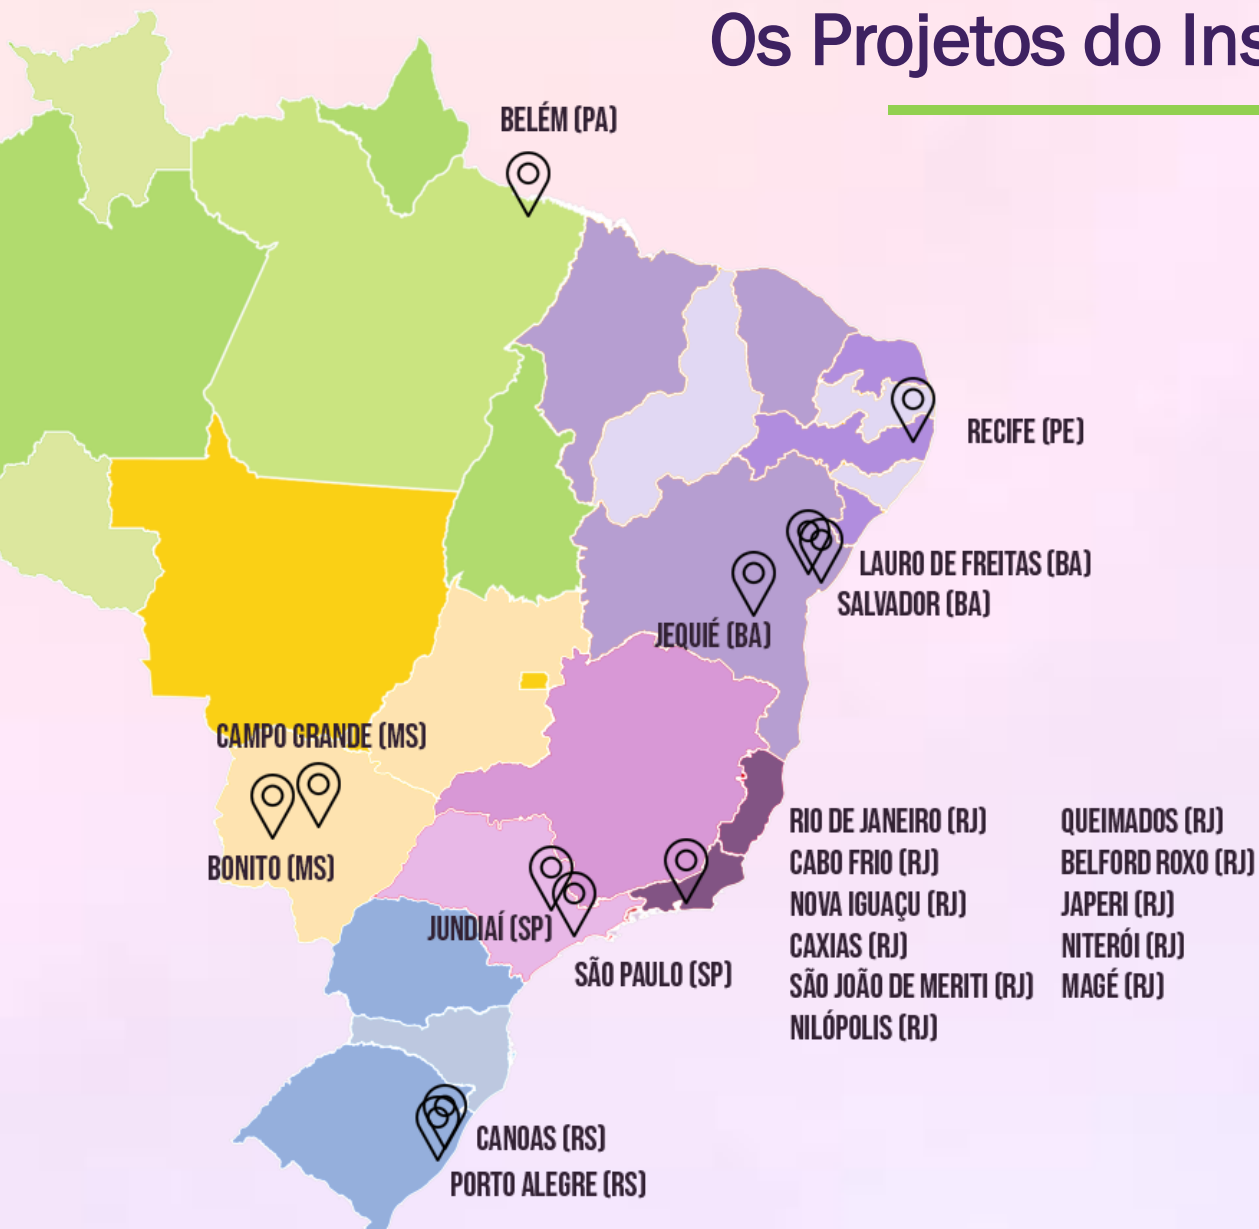 Os Projetos do Ins
BELÉM (PA)
RECIFE (PE)
LAURO DE FREITAS (BA)
SALVADOR (BA)
JEQUIÉ (BA)
CAMPO GRANDE (MS)
BONITO (MS)
JUNDIAÍ (SP)
SÃO PAULO (SP)
RIO DE JANEIRO (RJ)
CABO FRIO (RJ)
NOVA IGUAÇU (RJ)
CAXIAS (RJ)
SÃO JOÃO DE MERITI (RJ)
NILÓPOLIS (RJ)
QUEIMADOS (RJ)
BELFORD ROXO (RJ)
JAPERI (RJ)
NITERÓI (RJ)
MAGÉ (RJ)
CANOAS (RS)
PORTO ALEGRE (RS)